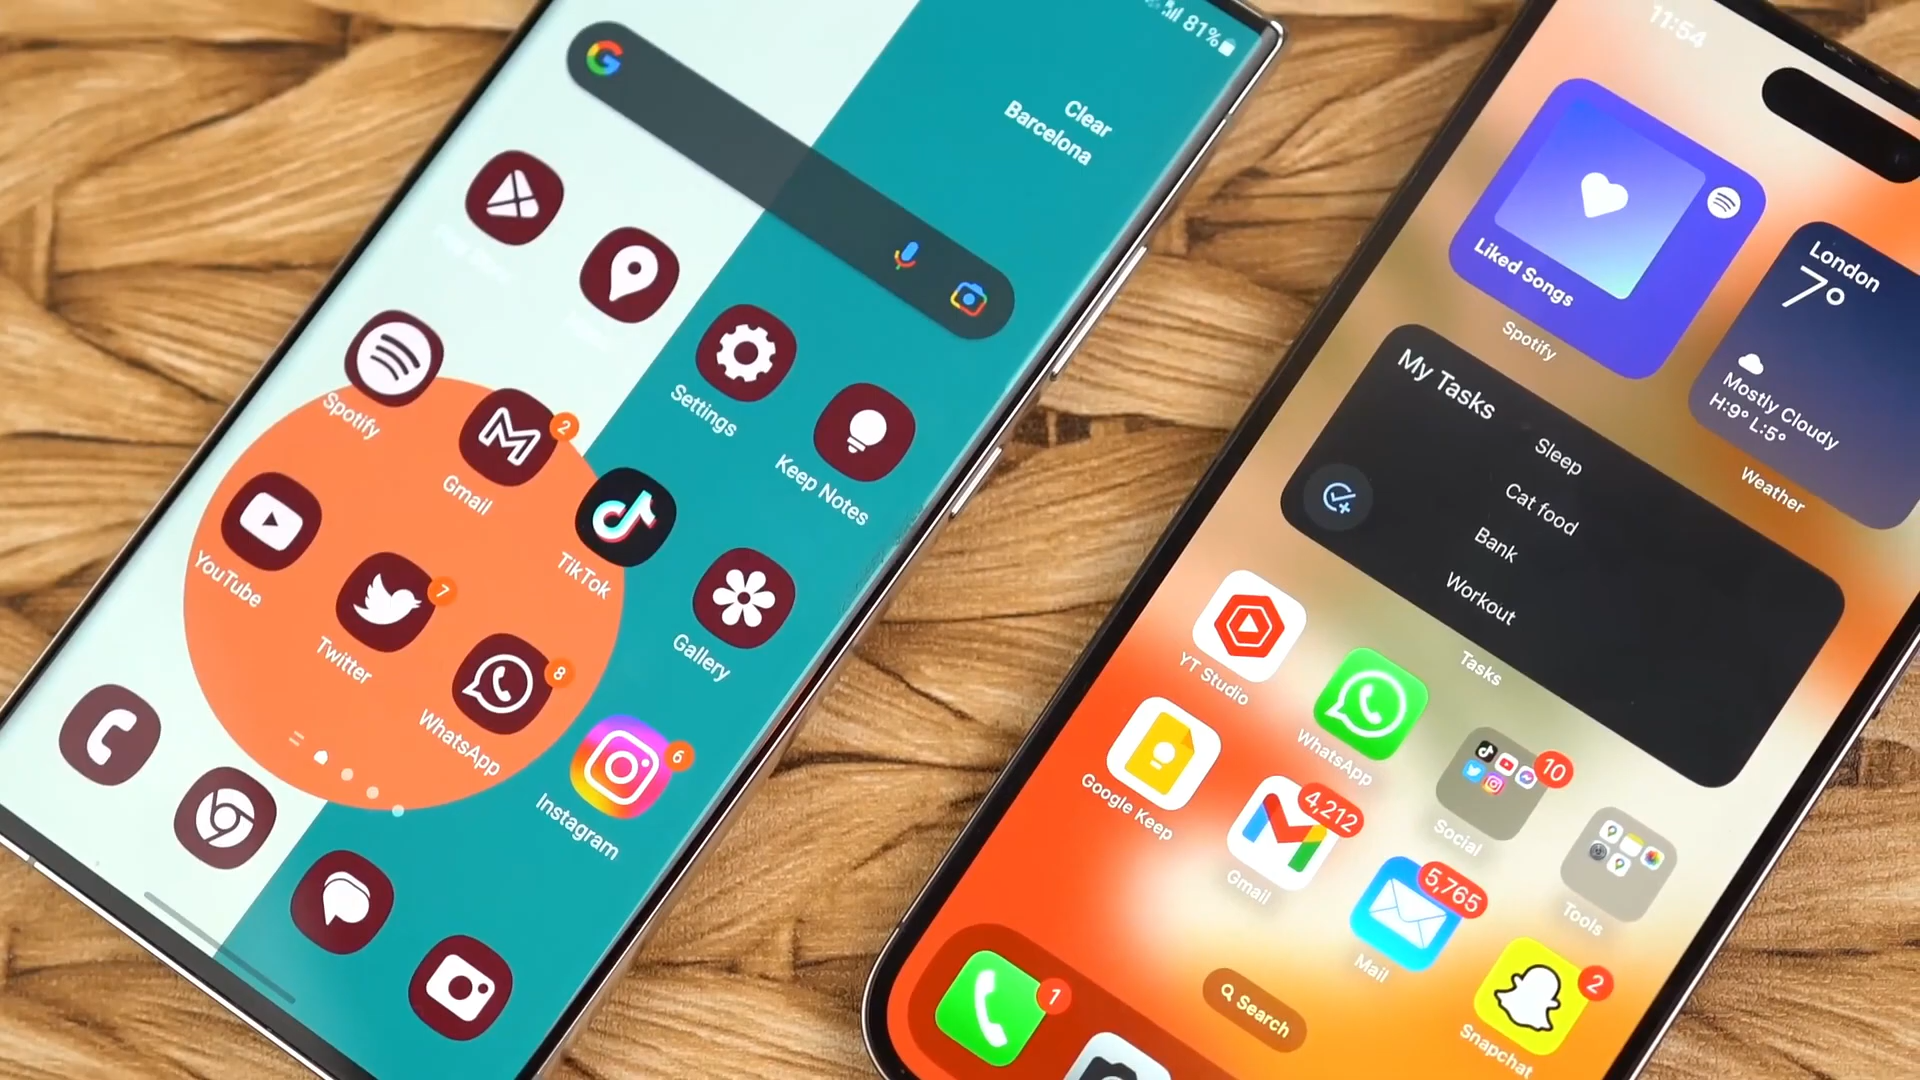 81%
Clear
Barcelona
Settings
Keep Notes
Spotify
Gmail
2
TikTok
Gallery
YouTube
Twitter
7
WhatsApp
8
Instagram
6
11:54
Liked Songs
Spotify
London
7°
Mostly Cloudy
H:9° L:5°
Weather
My Tasks
Sleep
Cat food
Bank
Workout
Tasks
YT Studio
WhatsApp
Social
10
Tools
Google Keep
Gmail
4,212
Mail
5,765
Snapchat
2
Search
1